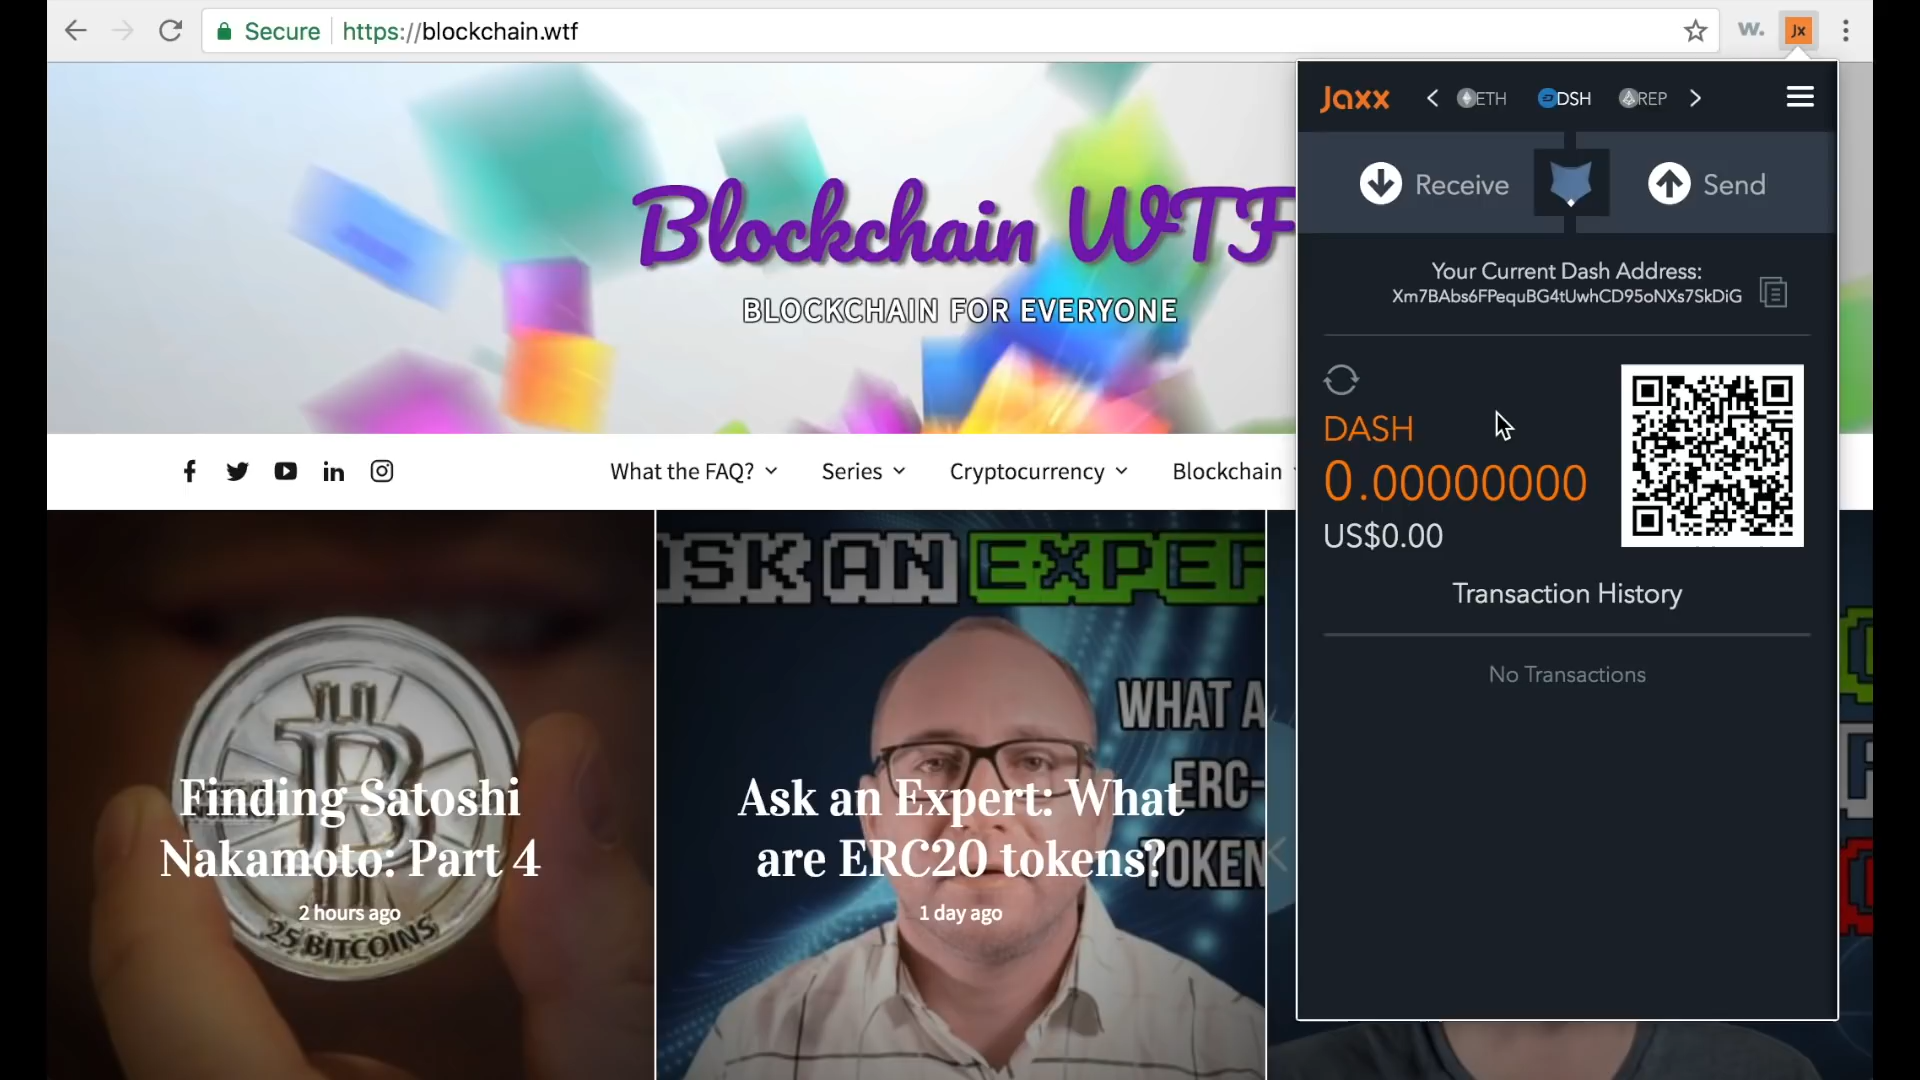 Secure https://blockchain.wtf
W.
Jx
Jaxx
ETH
DSH
REP
Receive
Send
Your Current Dash Address:
Xm7BAbs6FPequBG4tUwhCD95oNXs7SkDiG
DASH
0.00000000
US$0.00
Transaction History
No Transactions
Blockchain WTF
BLOCKCHAIN FOR EVERYONE
What the FAQ?
Series
Cryptocurrency
Blockchain
Finding Satoshi
Nakamoto: Part 4
2 hours ago
25 BITCOINS
SK AN EXPER
WHAT A
ERC-
TOKEN
Ask an Expert: What
are ERC20 tokens?
1 day ago